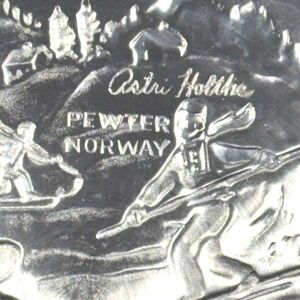 Astri Holthe
PEWTER
NORWAY